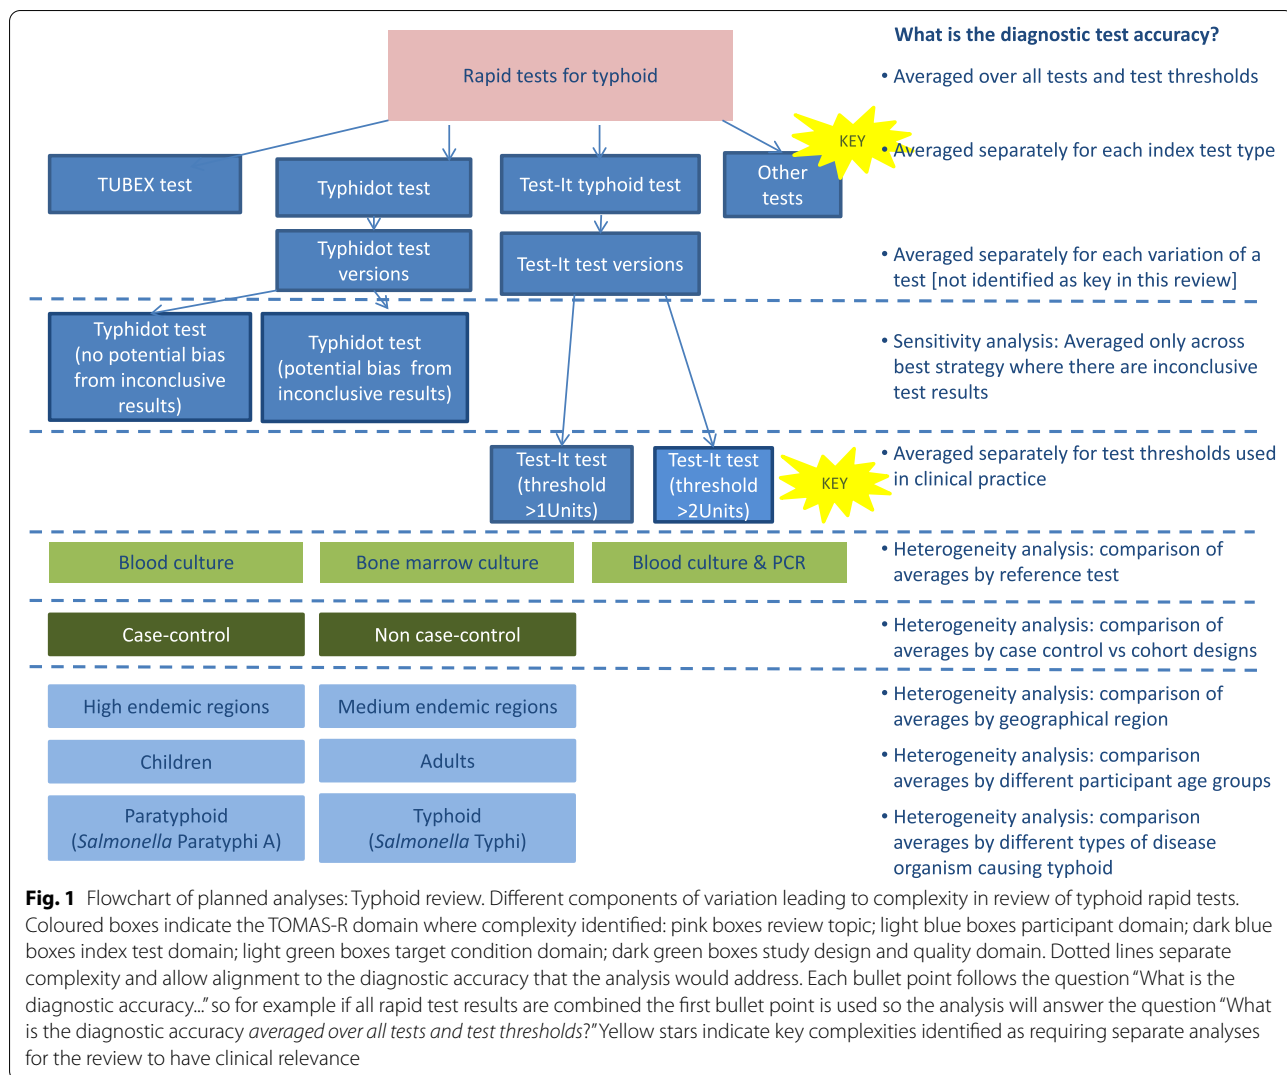 What is the diagnostic test accuracy?
Rapid tests for typhoid
• Averaged over all tests and test thresholds
KEY
• Averaged separately for each index test type
TUBEX test
Typhidot test
Test-It typhoid test
Other
tests
Typhidot test
versions
Test-It test versions
• Averaged separately for each variation of a
test [not identified as key in this review]
Typhidot test
(no potential bias
from inconclusive
results)
Typhidot test
(potential bias from
inconclusive results)
• Sensitivity analysis: Averaged only across
best strategy where there are inconclusive
test results
Test-It test
(threshold
>1Units)
Test-It test
(threshold
>2Units)
KEY
• Averaged separately for test thresholds used
in clinical practice
Blood culture
Bone marrow culture
Blood culture & PCR
• Heterogeneity analysis: comparison of
averages by reference test
Case-control
Non case-control
• Heterogeneity analysis: comparison of
averages by case control vs cohort designs
High endemic regions
Medium endemic regions
• Heterogeneity analysis: comparison of
averages by geographical region
Children
Adults
• Heterogeneity analysis: comparison
averages by different participant age groups
Paratyphoid
(Salmonella Paratyphi A)
Typhoid
(Salmonella Typhi)
• Heterogeneity analysis: comparison
averages by different types of disease
organism causing typhoid
Fig. 1 Flowchart of planned analyses: Typhoid review. Different components of variation leading to complexity in review of typhoid rapid tests.
Coloured boxes indicate the TOMAS-R domain where complexity identified: pink boxes review topic; light blue boxes participant domain; dark blue
boxes index test domain; light green boxes target condition domain; dark green boxes study design and quality domain. Dotted lines separate
complexity and allow alignment to the diagnostic accuracy that the analysis would address. Each bullet point follows the question “What is the
diagnostic accuracy...” so for example if all rapid test results are combined the first bullet point is used so the analysis will answer the question “What
is the diagnostic accuracy averaged over all tests and test thresholds?” Yellow stars indicate key complexities identified as requiring separate analyses
for the review to have clinical relevance